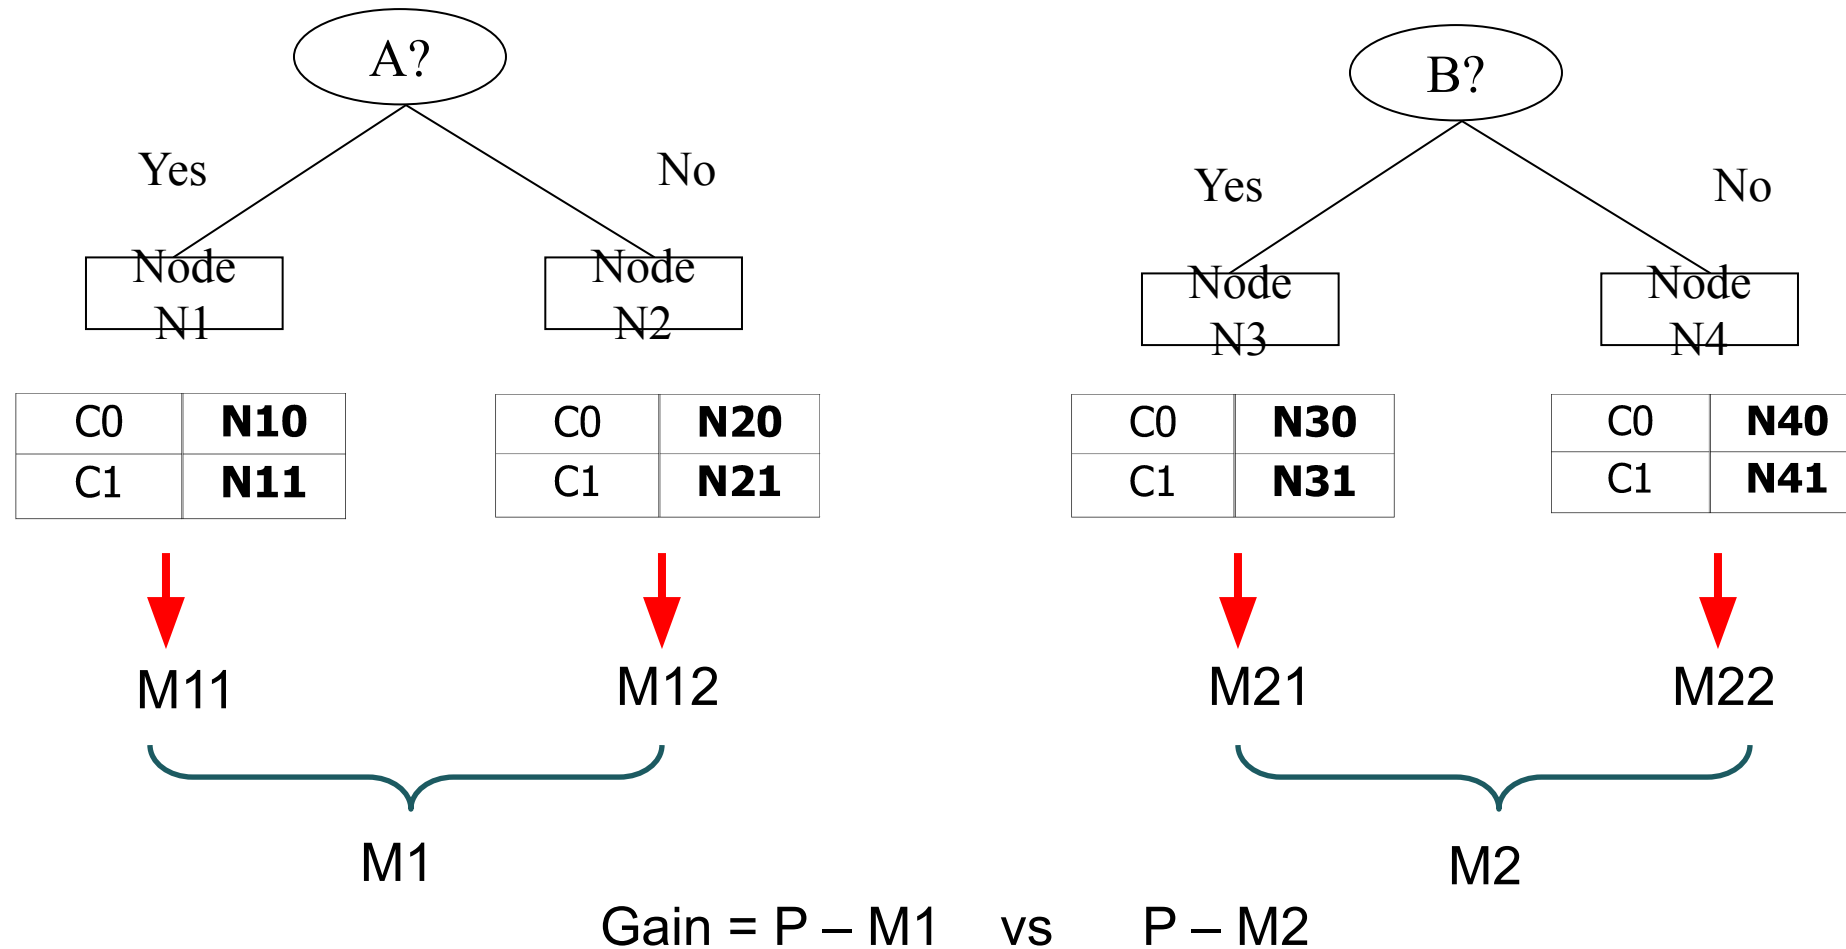 A?
B?
Yes
No
Yes
No
Node
N1
Node
N2
Node
N3
Node
N4
C0 N10
C1 N11
C0 N20
C1 N21
C0 N30
C1 N31
C0 N40
C1 N41
M11
M12
M21
M22
M1
M2
Gain = P – M1 vs P – M2